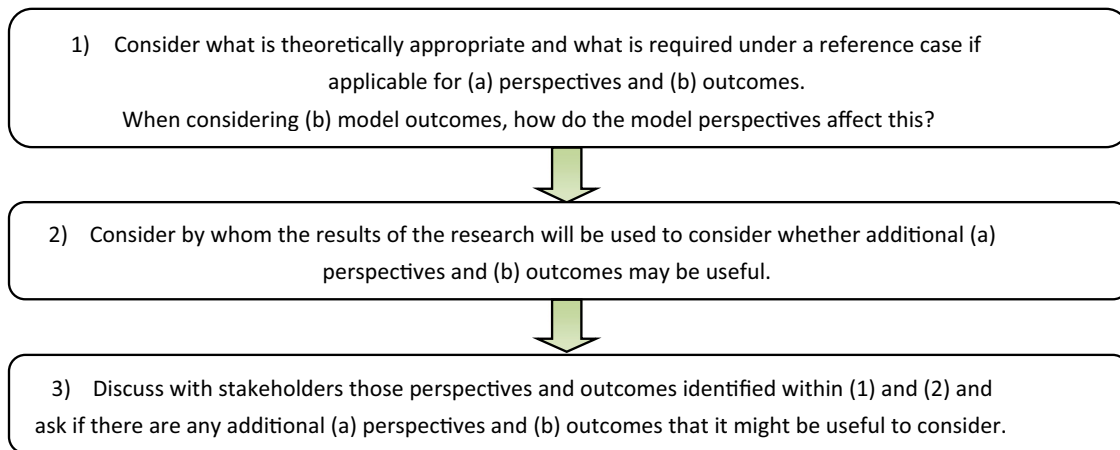 1) Consider what is theoretically appropriate and what is required under a reference case if
applicable for (a) perspectives and (b) outcomes.
When considering (b) model outcomes, how do the model perspectives affect this?
2) Consider by whom the results of the research will be used to consider whether additional (a)
perspectives and (b) outcomes may be useful.
3) Discuss with stakeholders those perspectives and outcomes identified within (1) and (2) and
ask if there are any additional (a) perspectives and (b) outcomes that it might be useful to consider.